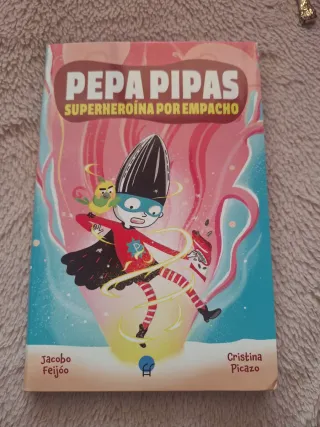 PEPA PIPAS
SUPERHEROÍNA POR EMPACHO
Jacobo
Feijóo
Cristina
Picazo